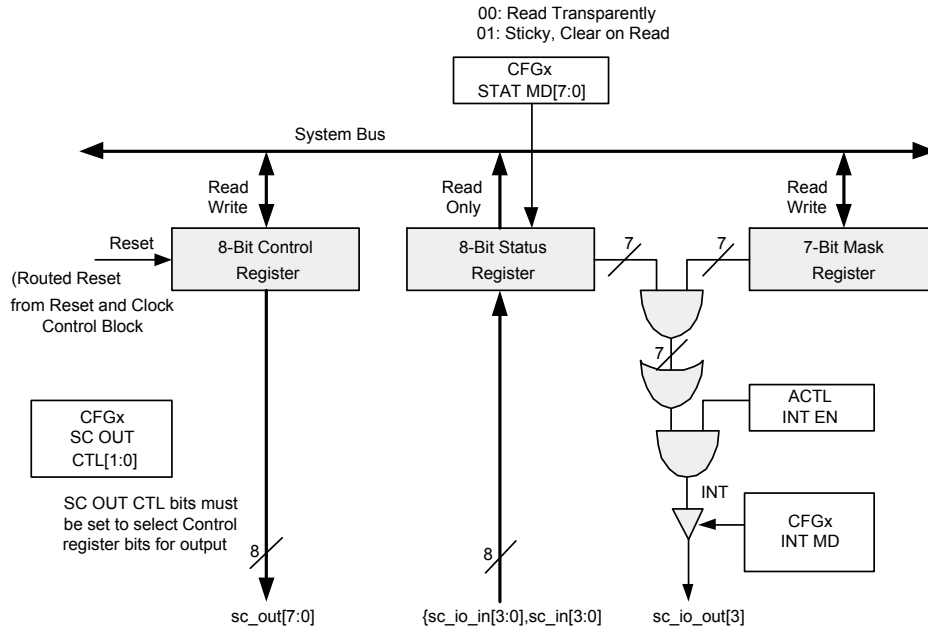 00: Read Transparently
01: Sticky, Clear on Read
CFGx
STAT MD[7:0]
System Bus
Read
Write
Read
Only
Read
Write
Reset
(Routed Reset
from Reset and Clock
Control Block
8-Bit Control
Register
8-Bit Status
Register
7
7
7-Bit Mask
Register
7
CFGx
SC OUT
CTL[1:0]
ACTL
INT EN
SC OUT CTL bits must
be set to select Control
register bits for output
INT
CFGx
INT MD
8
8
sc_out[7:0]
{sc_io_in[3:0},sc_in[3:0]}
sc_io_out[3]